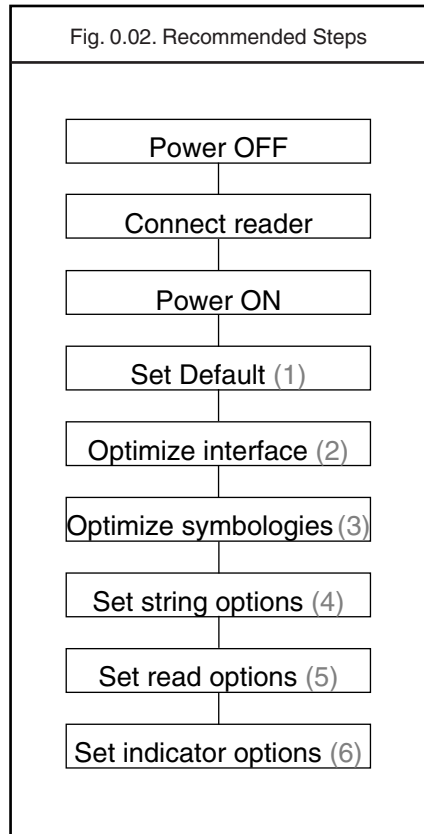 Fig. 0.02. Recommended Steps
Power OFF
Connect reader
Power ON
Set Default (1)
Optimize interface (2)
Optimize symbologies (3)
Set string options (4)
Set read options (5)
Set indicator options (6)